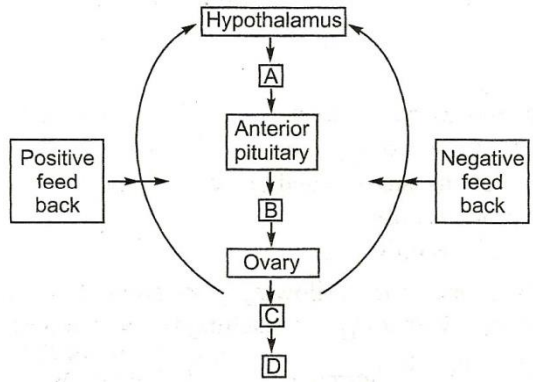 Hypothalamus
A
Anterior
pituitary
Positive
feed
back
Negative
feed
back
B
Ovary
C
D